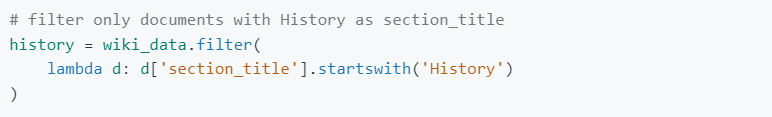 # filter only documents with History as section_title
history = wiki_data.filter(
    lambda d: d['section_title'].startswith('History')
)